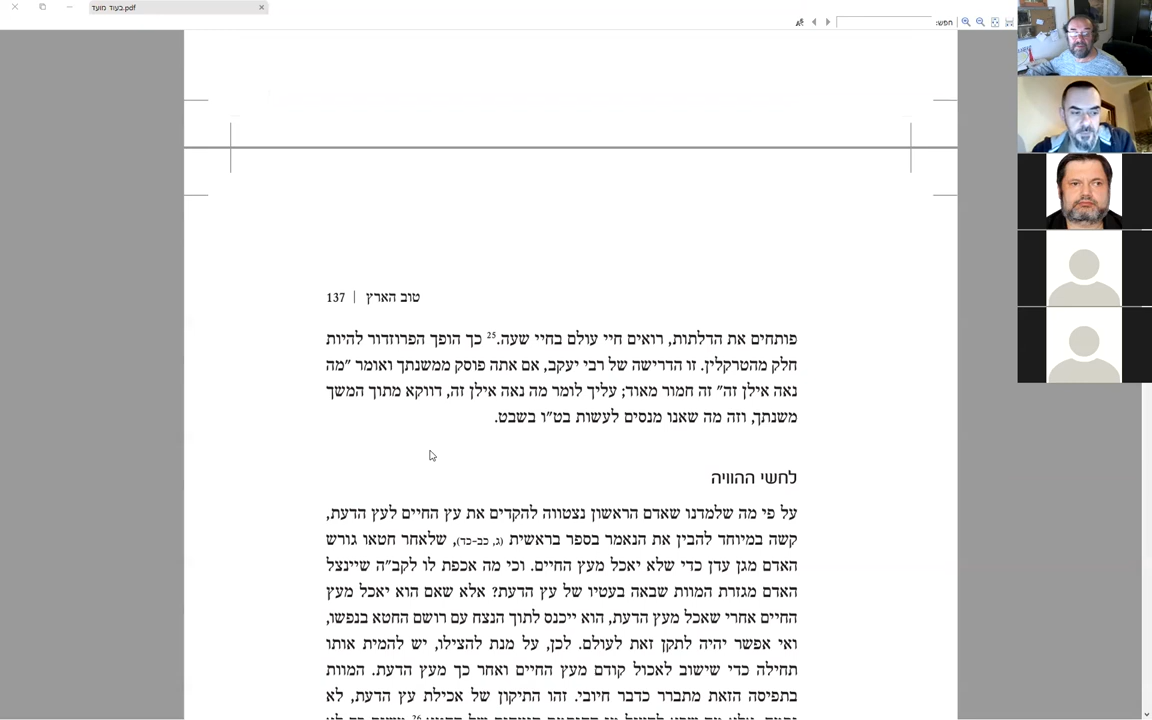 בעוד מועד.pdf
חפש:
טוב הארץ | 137
פותחים את הדלתות, רואים חיי עולם בחיי שעה.25 כך הופך הפרוזדור להיות
חלק מהטרקלין. זו הדרישה של רבי יעקב, אם אתה פוסק ממשנתך ואומר ״מה
נאה אילן זה״ זה חמור מאוד; עליך לומר מה נאה אילן זה, דווקא מתוך המשך
משנתך, וזה מה שאנו מנסים לעשות בט״ו בשבט.
לחשי ההוויה
על פי מה שלמדנו שאדם הראשון נצטווה להקדים את עץ החיים לעץ הדעת,
קשה במיוחד להבין את הנאמר בספר בראשית (ג, כב-כד), שלאחר חטאו גורש
האדם מגן עדן כדי שלא יאכל מעץ החיים. וכי מה אכפת לו לקב״ה שיינצל
האדם מגזרת המוות שבאה בעטיו של עץ הדעת? אלא שאם הוא יאכל מעץ
החיים אחרי שאכל מעץ הדעת, הוא ייכנס לתוך הנצח עם רושם החטא בנפשו,
ואי אפשר יהיה לתקן זאת לעולם. לכן, על מנת להצילו, יש להמית אותו
תחילה כדי שישוב לאכול קודם מעץ החיים ואחר כך מעץ הדעת. המוות
בתפיסה הזאת מתברר כדבר חיובי. זהו התיקון של אכילת עץ הדעת, לא